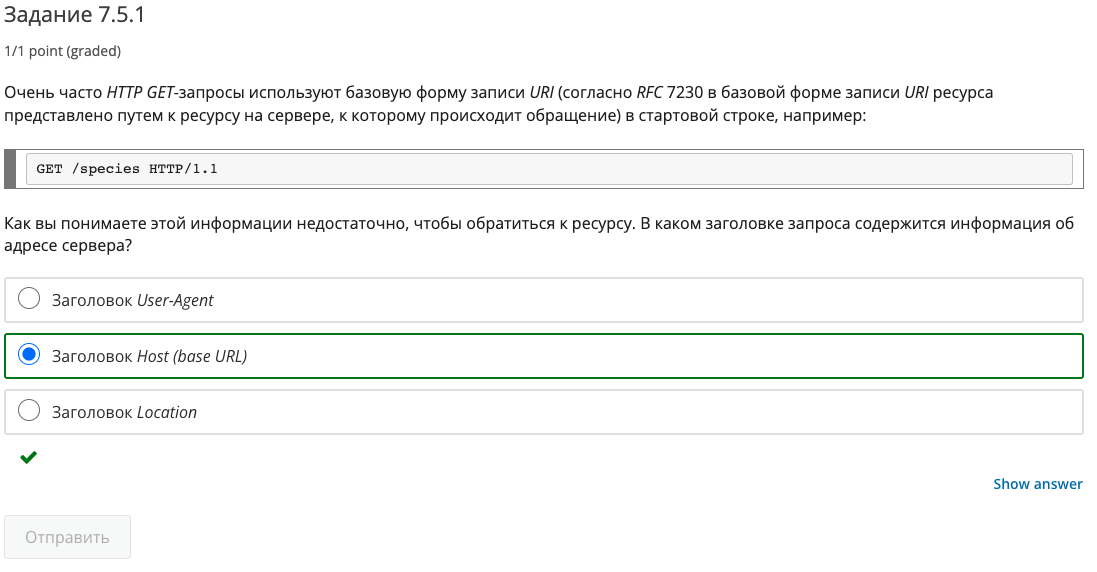 Задание 7.5.1
1/1 point (graded)
Очень часто HTTP GET-запросы используют базовую форму записи URI (согласно RFC 7230 в базовой форме записи URI ресурса
представлено путем к ресурсу на сервере, к которому происходит обращение) в стартовой строке, например:
GET /species HTTP/1.1
Как вы понимаете этой информации недостаточно, чтобы обратиться к ресурсу. В каком заголовке запроса содержится информация об
адресе сервера?
Заголовок User-Agent
Заголовок Host (base URL)
Заголовок Location
Show answer
Отправить